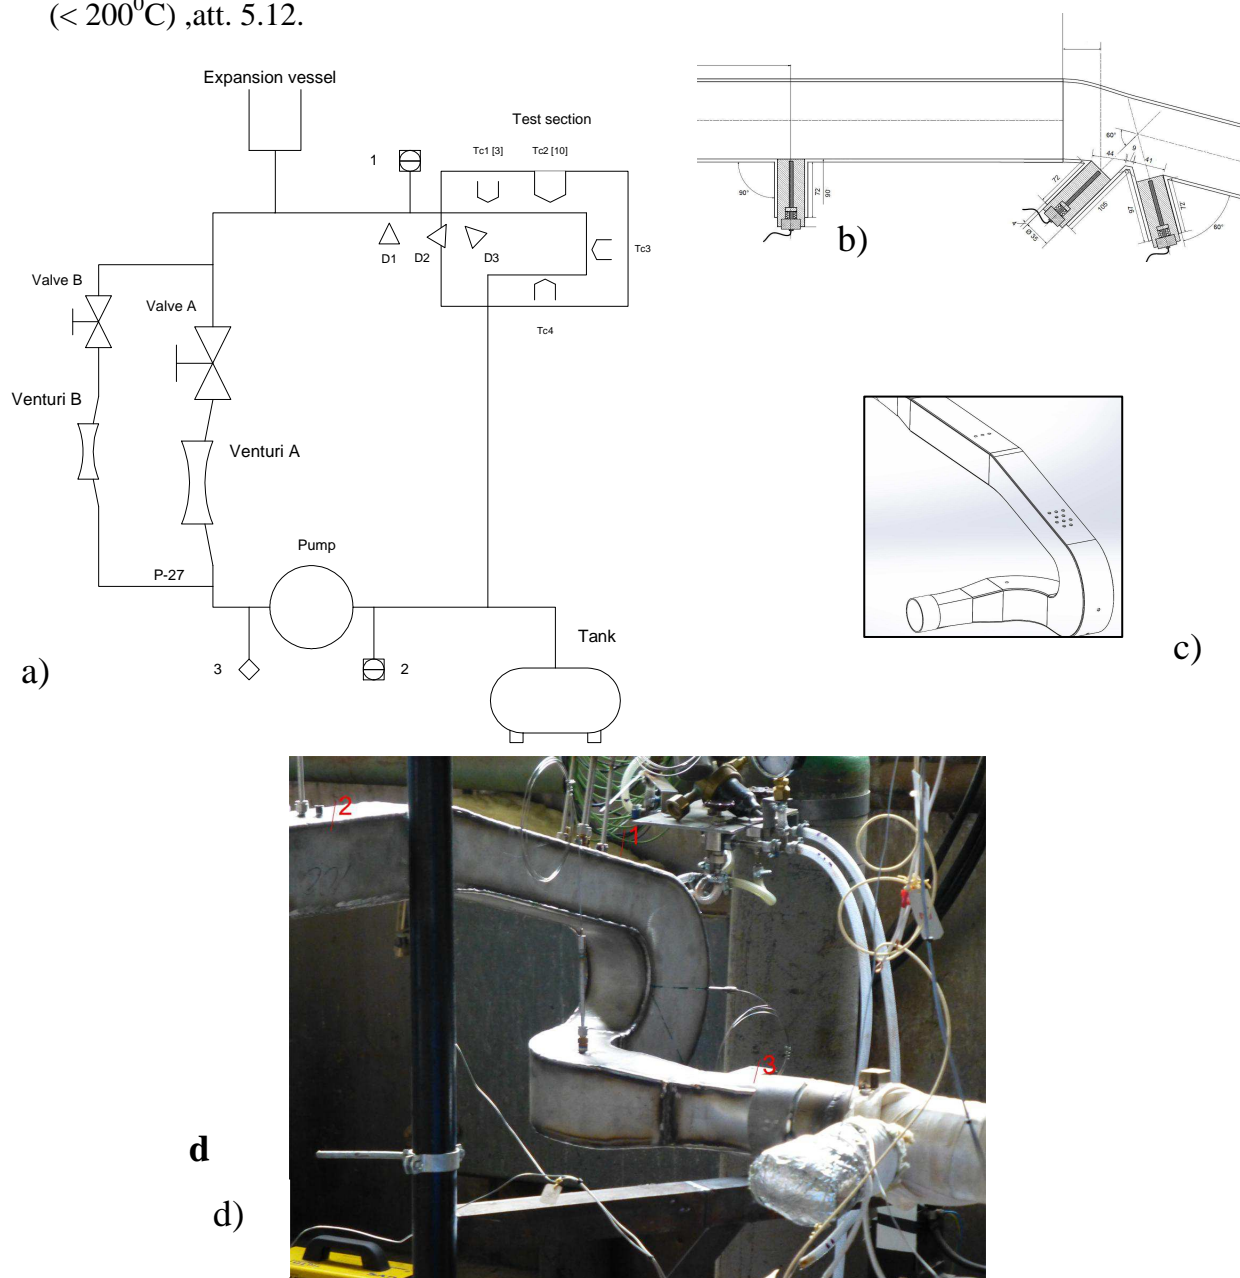 (< 200⁰C) ,att. 5.12.
Expansion vessel
Test section
1
Tc1 [3]
Tc2 [10]
D1
D2
D3
Tc3
Tc4
Valve B
Valve A
Venturi B
Venturi A
Pump
P-27
Tank
3
2
a)
90°
72
90
60°
44
9
41
72
105
4
Ø 35
97
72
60°
b)
c)
2
1
3
d
d)